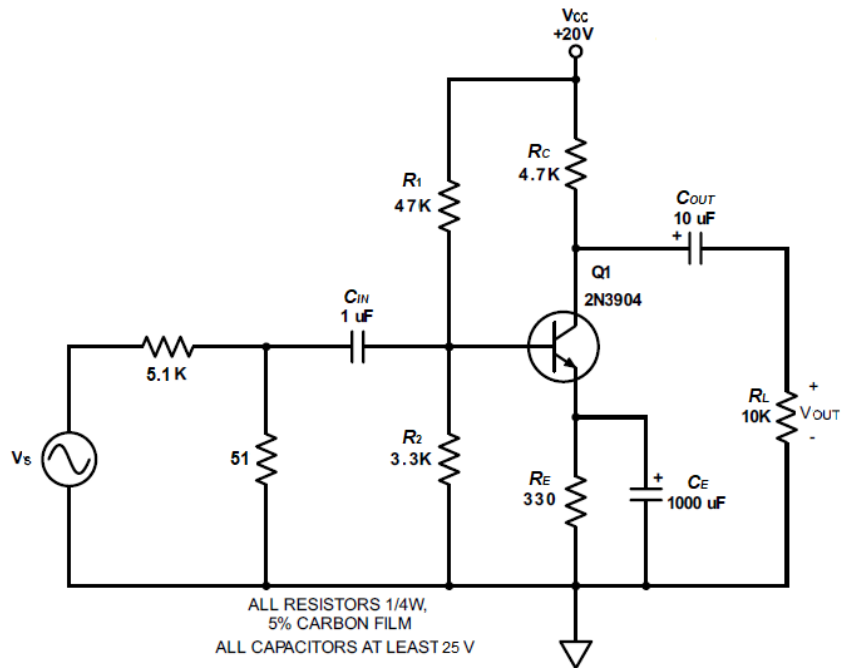 VCC
+20V
R1
47K
RC
4.7K
COUT
10 uF
+
Q1
2N3904
CIN
1 uF
5.1K
VS
51
R2
3.3K
RE
330
+
CE
1000 uF
RL
10K
+
VOUT
-
ALL RESISTORS 1/4W,
5% CARBON FILM
ALL CAPACITORS AT LEAST 25 V